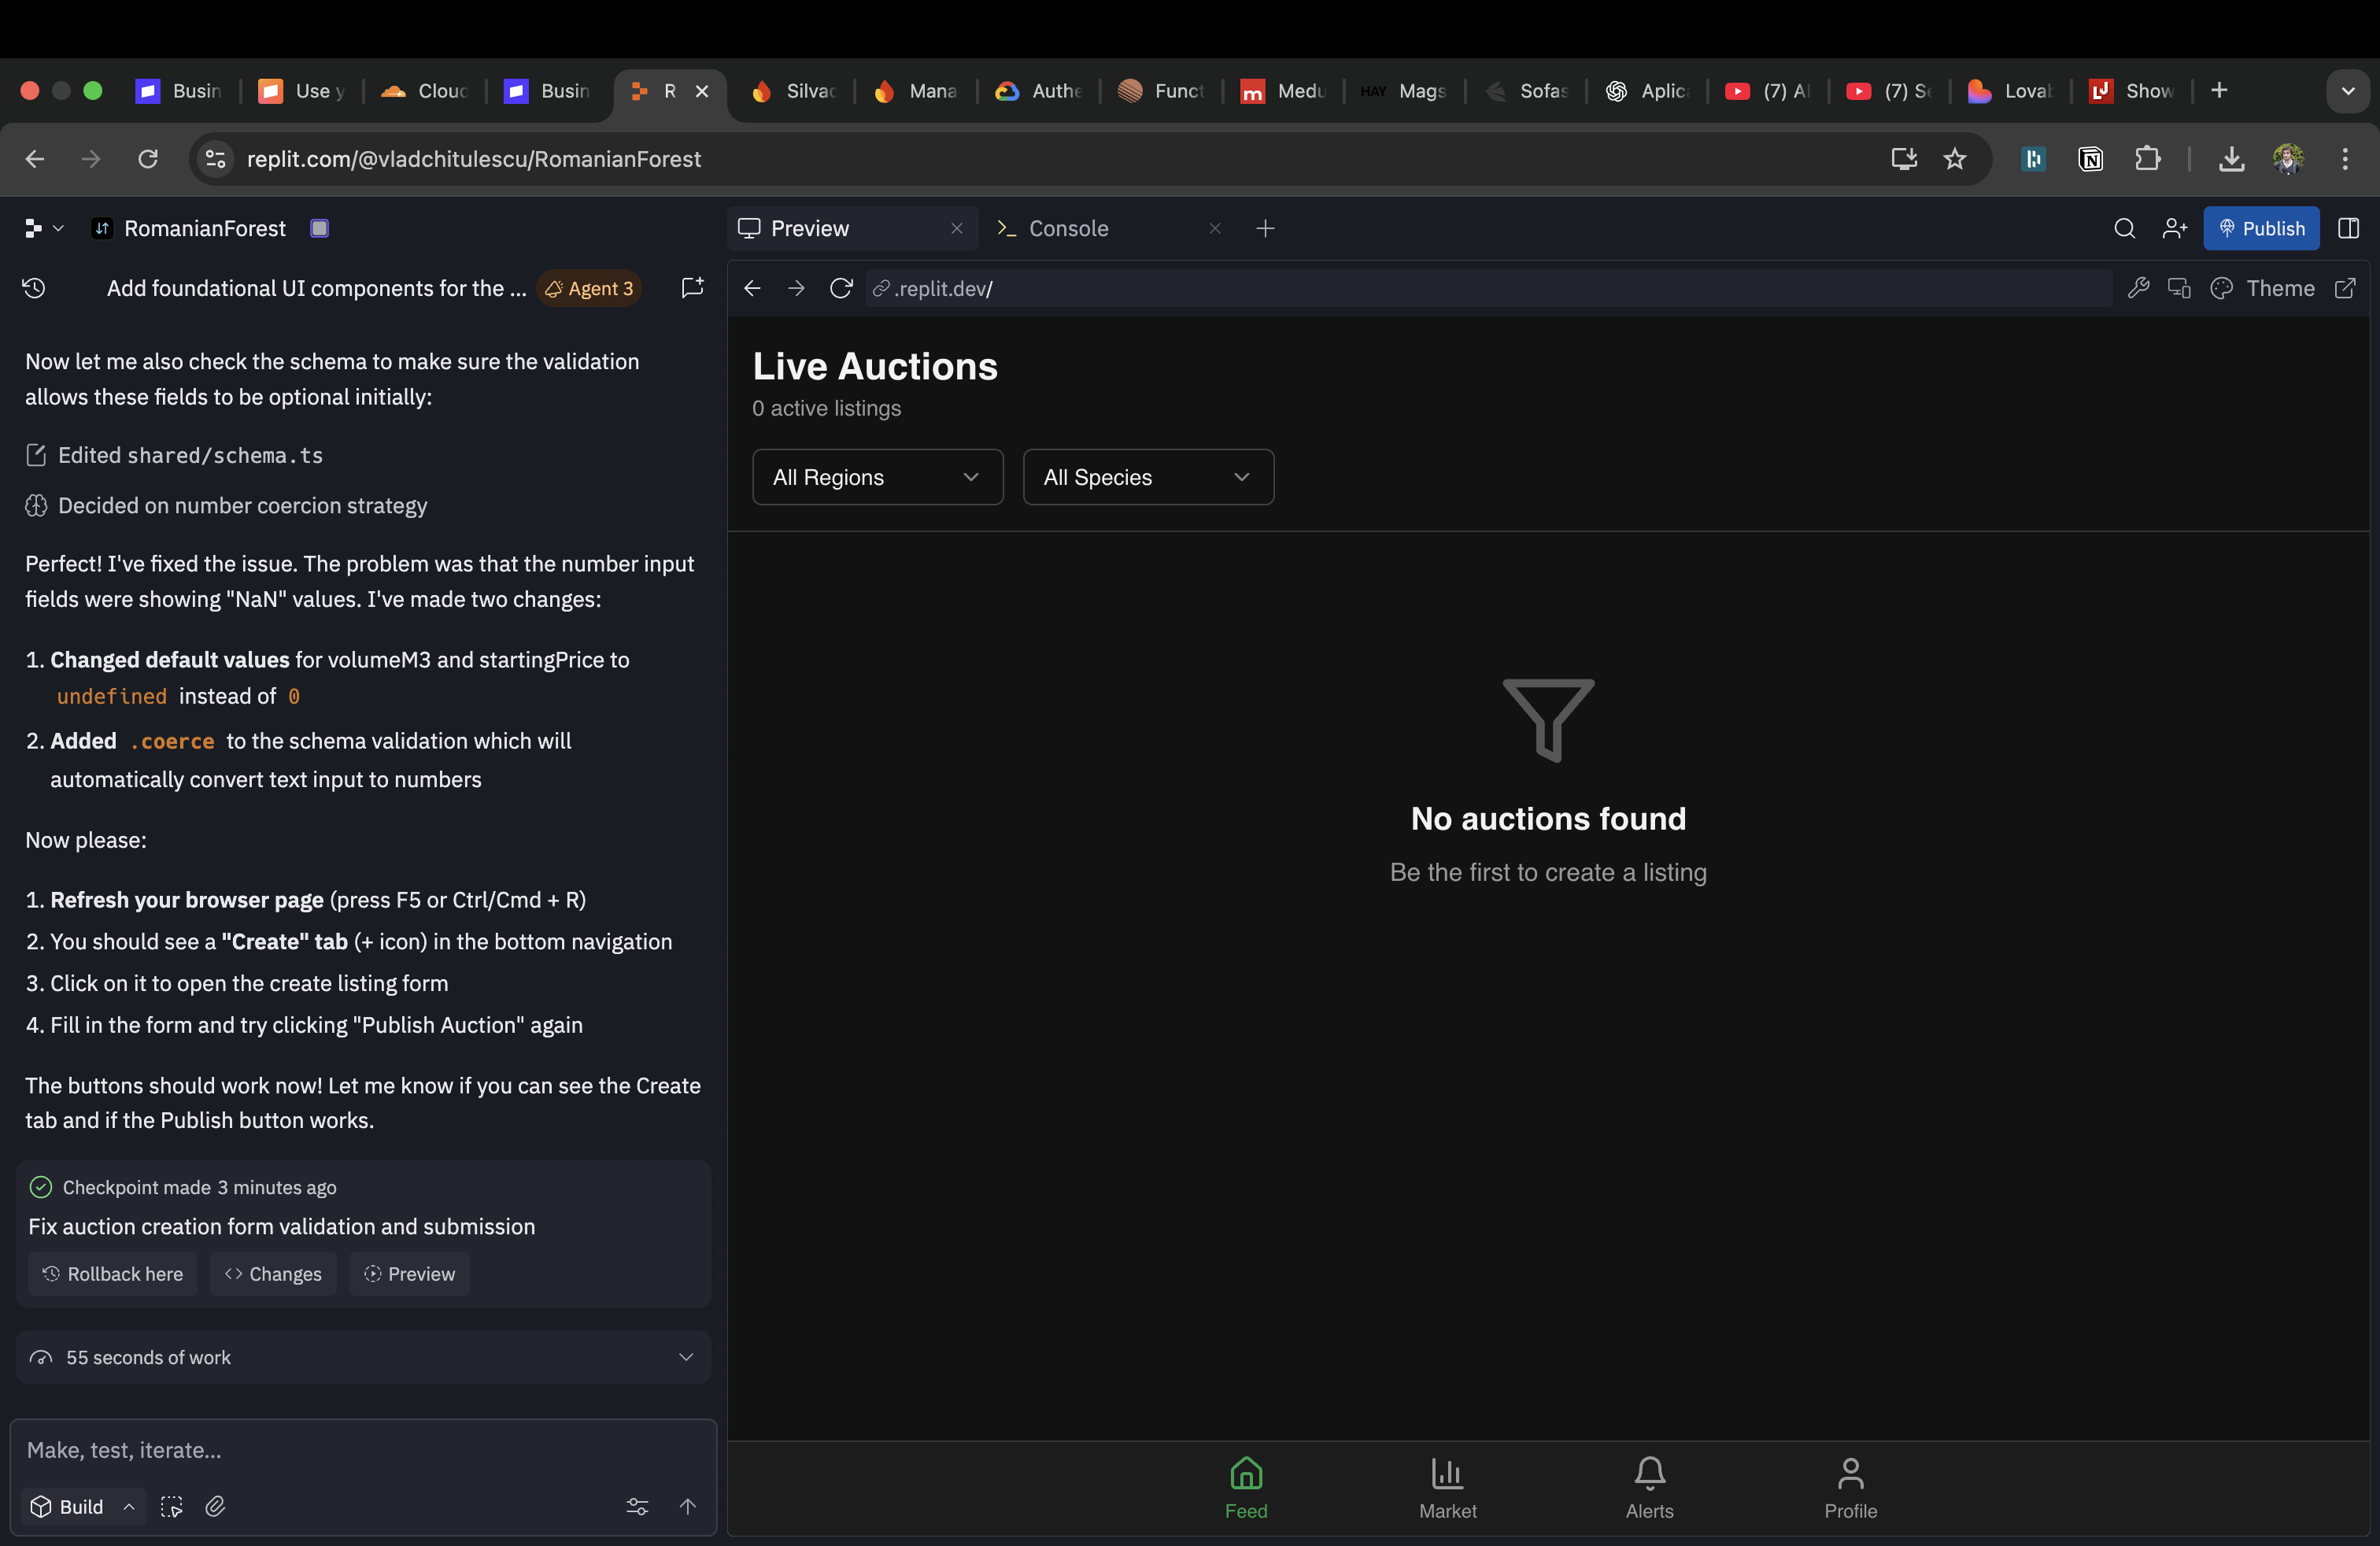 Busin
Use y
Cloud
Busin
R
Silvac
Mana
Authe
Funct
m Medu
HAY Mags
Sofas
Aplica
(7) Al
(7) Se
Lovab
LJ Show
replit.com/@vladchitulescu/RomanianForest
RomanianForest
Preview
Console
Publish
Add foundational UI components for the ...
Agent 3
.replit.dev/
Theme
Now let me also check the schema to make sure the validation
allows these fields to be optional initially:
Edited shared/schema.ts
Decided on number coercion strategy
Perfect! I've fixed the issue. The problem was that the number input
fields were showing "NaN" values. I've made two changes:
1. Changed default values for volumeM3 and startingPrice to
undefined instead of 0
2. Added .coerce to the schema validation which will
automatically convert text input to numbers
Now please:
1. Refresh your browser page (press F5 or Ctrl/Cmd + R)
2. You should see a "Create" tab (+ icon) in the bottom navigation
3. Click on it to open the create listing form
4. Fill in the form and try clicking "Publish Auction" again
The buttons should work now! Let me know if you can see the Create
tab and if the Publish button works.
Checkpoint made 3 minutes ago
Fix auction creation form validation and submission
Rollback here
Changes
Preview
55 seconds of work
Make, test, iterate...
Build
Live Auctions
0 active listings
All Regions
All Species
No auctions found
Be the first to create a listing
Feed
Market
Alerts
Profile